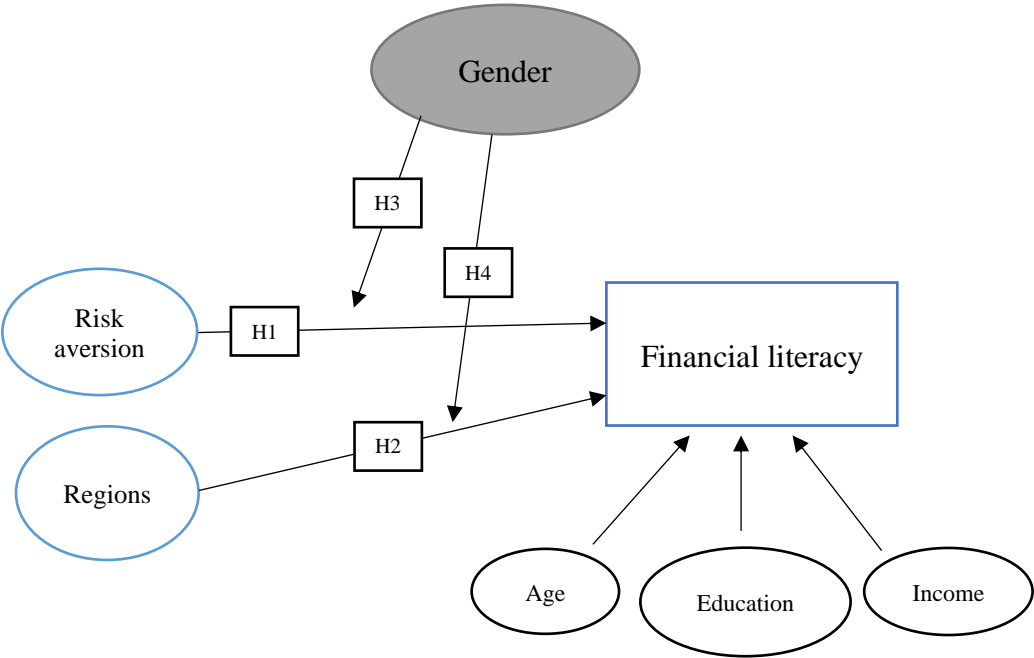 Gender
H3
H4
Risk
aversion
H1
Financial literacy
H2
Regions
Age
Education
Income